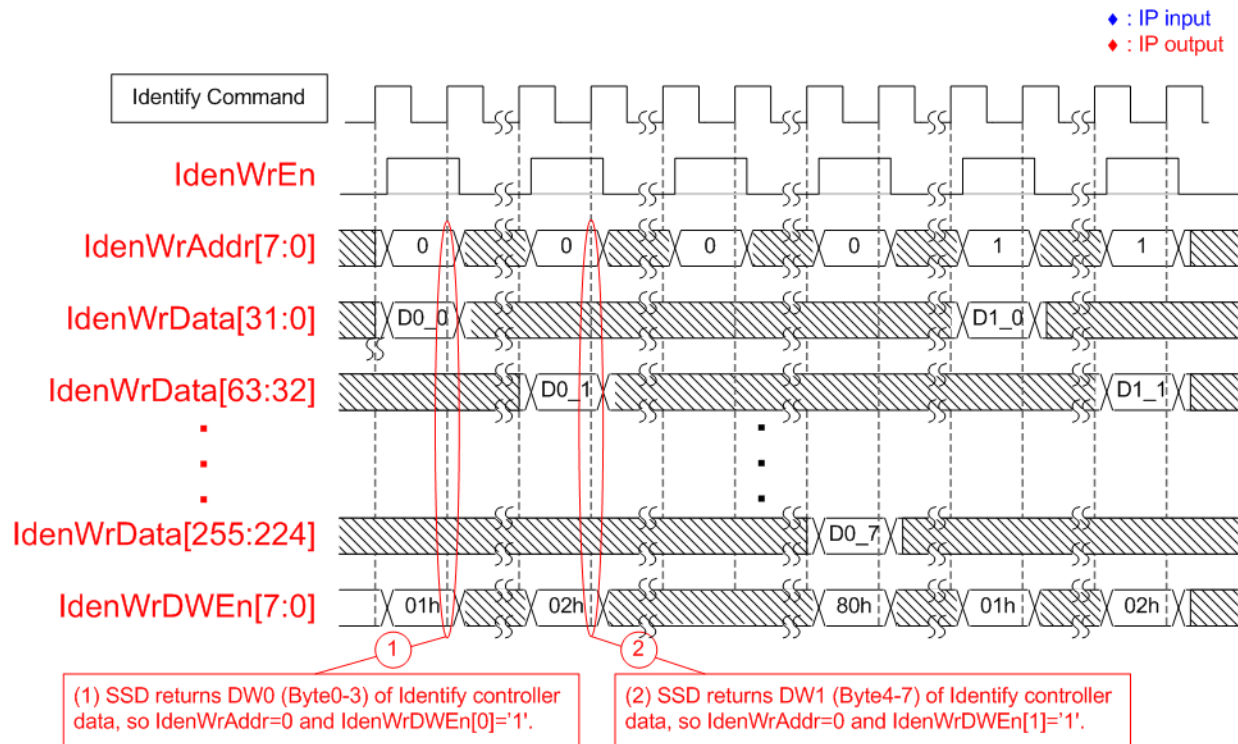 ♦ : IP input
♦ : IP output
Identify Command
IdenWrEn
IdenWrAddr[7:0] 0 0 0 0 1 1
IdenWrData[31:0] D0_0 D1_0
IdenWrData[63:32] D0_1 D1_1
IdenWrData[255:224] D0_7
IdenWrDWEn[7:0] 01h 02h 80h 01h 02h
1 2
(1) SSD returns DW0 (Byte0-3) of Identify controller
data, so IdenWrAddr=0 and IdenWrDWEn[0]='1'.
(2) SSD returns DW1 (Byte4-7) of Identify controller
data, so IdenWrAddr=0 and IdenWrDWEn[1]='1'.